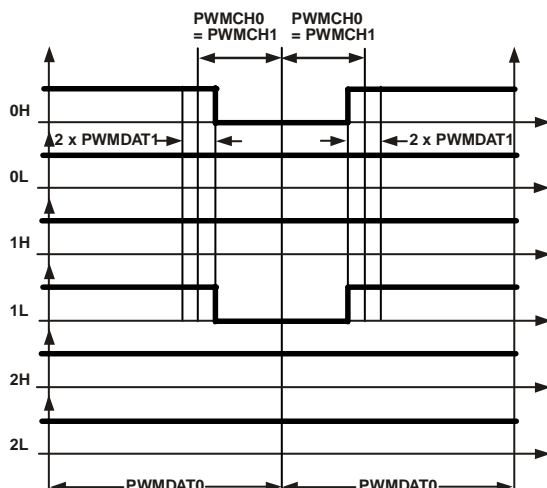 PWMCH0 PWMCH0
= PWMCH1 = PWMCH1
0H
2 x PWMDAT1 2 x PWMDAT1
0L
1H
1L
2H
2L
PWMDAT0 PWMDAT0